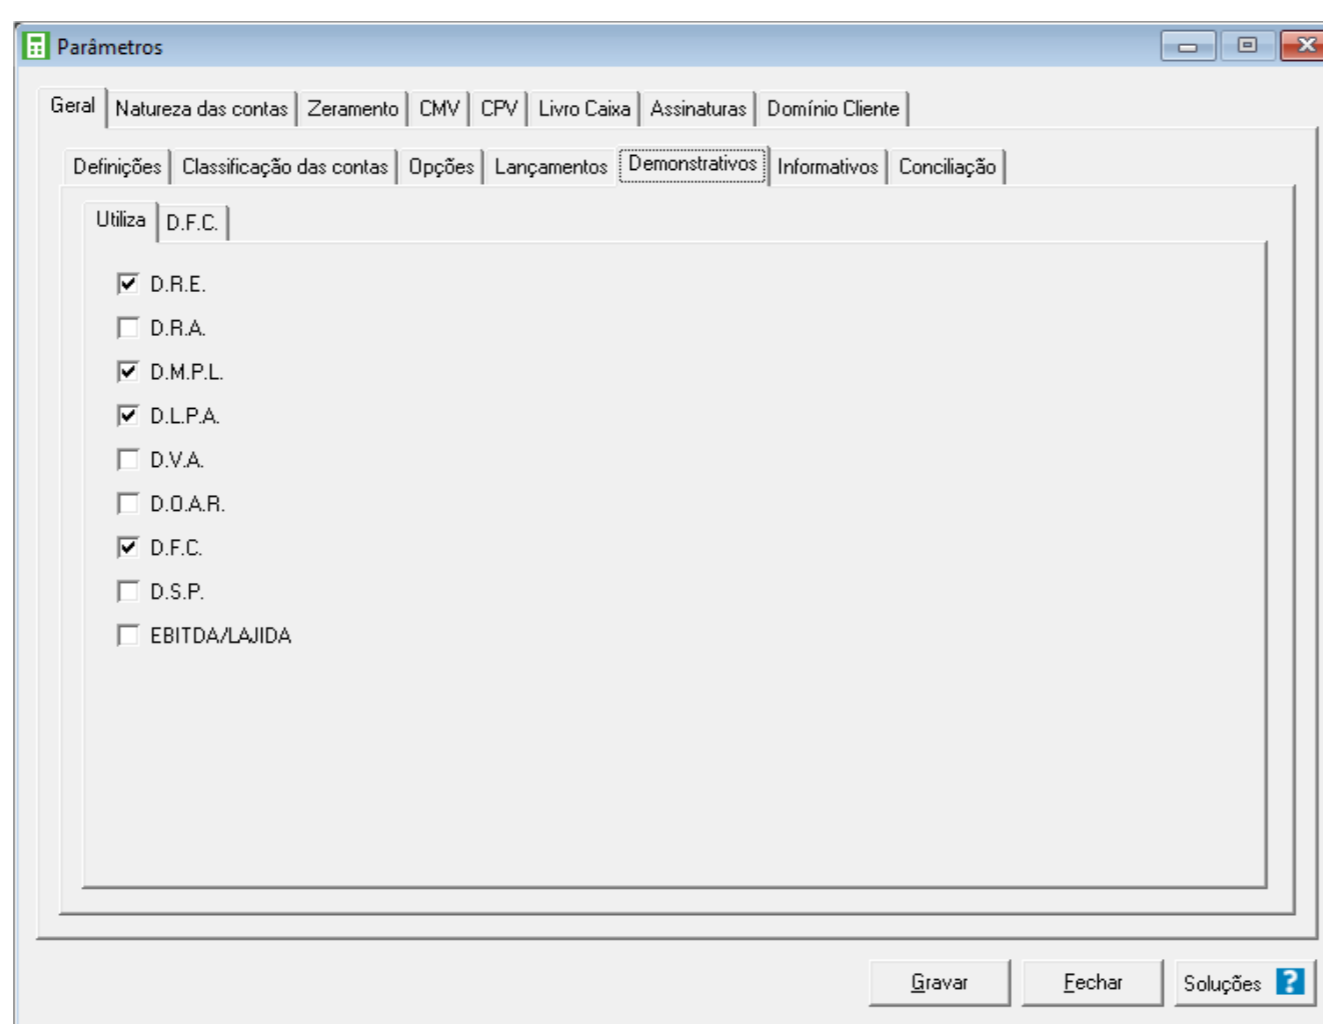 Parâmetros
Geral Natureza das contas Zeramento CMV CPV Livro Caixa Assinaturas Domínio Cliente
Definições Classificação das contas Opções Lançamentos Demonstrativos Informativos Conciliação
Utiliza D.F.C.
D.R.E.
D.R.A.
D.M.P.L.
D.L.P.A.
D.V.A.
D.O.A.R.
D.F.C.
D.S.P.
EBITDA/LAJIDA
Gravar Fechar Soluções ?